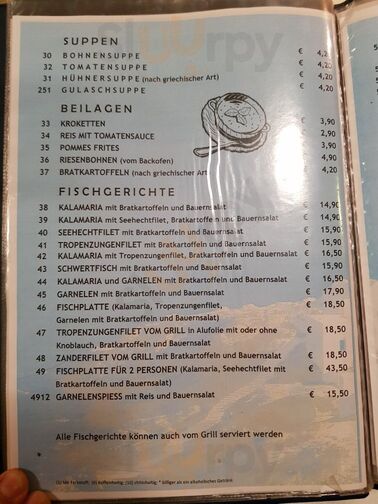 slurrpy
SUPPEN
30 BOHNENSUPPE € 4,20
32 TOMATENSUPPE € 4,20
31 HÜHNERSUPPE (nach griechischer Art) € 4,20
251 GULASCHSUPPE € 4,20
BEILAGEN
33 KROKETTEN € 3,90
34 REIS MIT TOMATENSAUCE € 2,90
35 POMMES FRITES € 3,90
36 RIESENBOHNEN (vom Backofen) € 4,90
37 BRATKARTOFFELN (nach griechischer Art) € 4,20
FISCHGERICHTE
38 KALAMARIA mit Bratkartoffeln und Bauernsalat € 14,90
39 KALAMARIA mit Seehechtfilet, Bratkartoffeln und Bauernsalat € 14,90
40 SEEHECHTFILET mit Bratkartoffeln und Bauernsalat € 15,90
41 TROPENZUNGENFILET mit Bratkartoffeln und Bauernsalat € 15,90
42 KALAMARIA mit Tropenzungenfilet, Bratkartoffeln und Bauernsalat € 16,50
43 SCHWERTFISCH mit Bratkartoffeln und Bauernsalat € 15,90
44 KALAMARIA und GARNELEN mit Bratkartoffeln und Bauernsalat € 16,50
45 GARNELEN mit Bratkartoffeln und Bauernsalat € 17,90
46 FISCHPLATTE (Kalamaria, Tropenzungenfilet, € 18,50
Garnelen mit Bratkartoffeln und Bauernsalat
47 TROPENZUNGENFILET VOM GRILL in Alufolie mit oder ohne € 18,50
Knoblauch, Bratkartoffeln und Bauernsalat
48 ZANDERFILET VOM GRILL mit Bratkartoffeln und Bauernsalat € 18,50
49 FISCHPLATTE FÜR 2 PERSONEN (Kalamaria, Seehechtfilet mit € 43,50
Bratkartoffeln und Bauernsalat
4912 GARNELENSPIESS mit Reis und Bauernsalat € 15,50
Alle Fischgerichte können auch vom Grill serviert werden